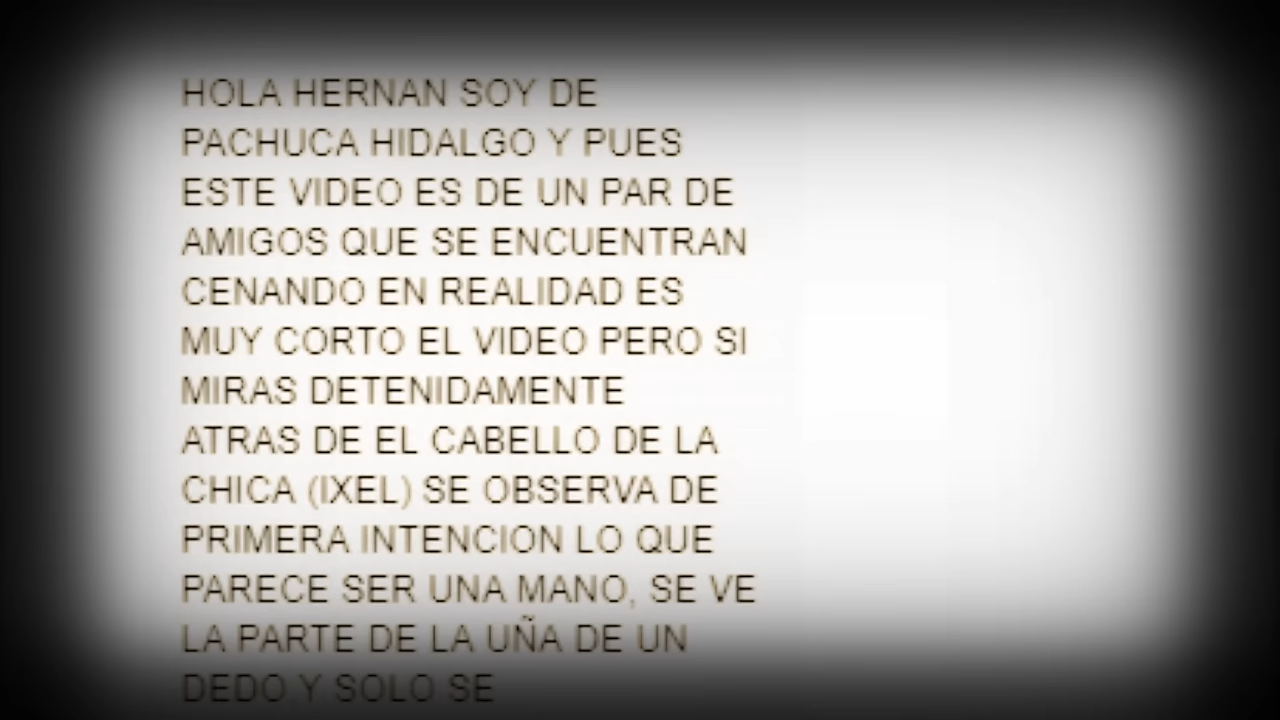 HOLA HERNAN SOY DE
PACHUCA HIDALGO Y PUES
ESTE VIDEO ES DE UN PAR DE
AMIGOS QUE SE ENCUENTRAN
CENANDO EN REALIDAD ES
MUY CORTO EL VIDEO PERO SI
MIRAS DETENIDAMENTE
ATRAS DE EL CABELLO DE LA
CHICA (IXEL) SE OBSERVA DE
PRIMERA INTENCION LO QUE
PARECE SER UNA MANO, SE VE
LA PARTE DE LA UÑA DE UN
DEDO Y SOLO SE